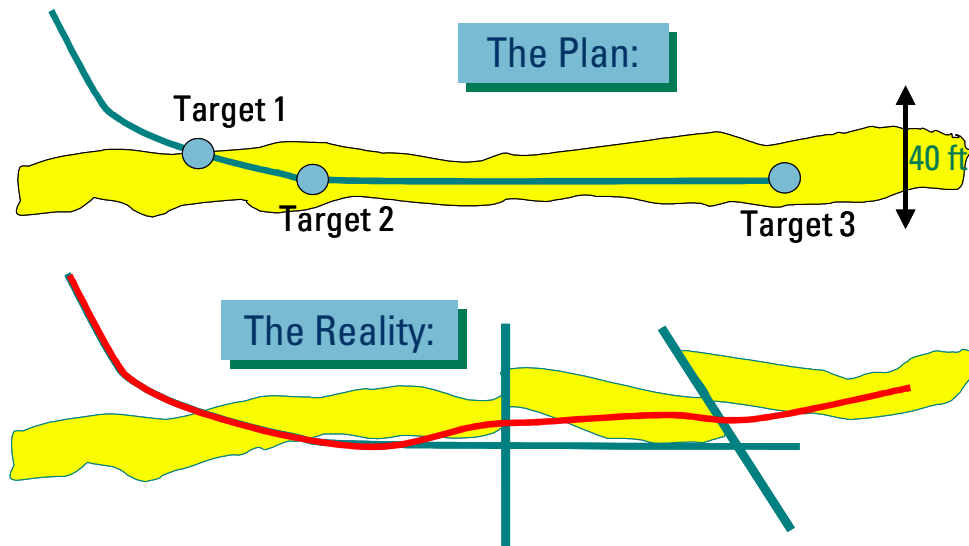 The Plan:
Target 1
40 ft
Target 2
Target 3
The Reality: